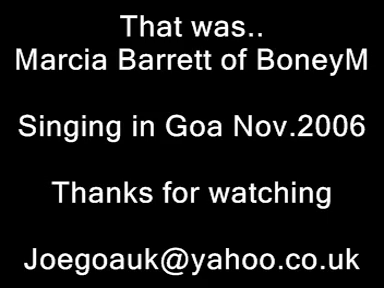 That was..
Marcia Barrett of BoneyM
Singing in Goa Nov.2006
Thanks for watching
Joegoauk@yahoo.co.uk